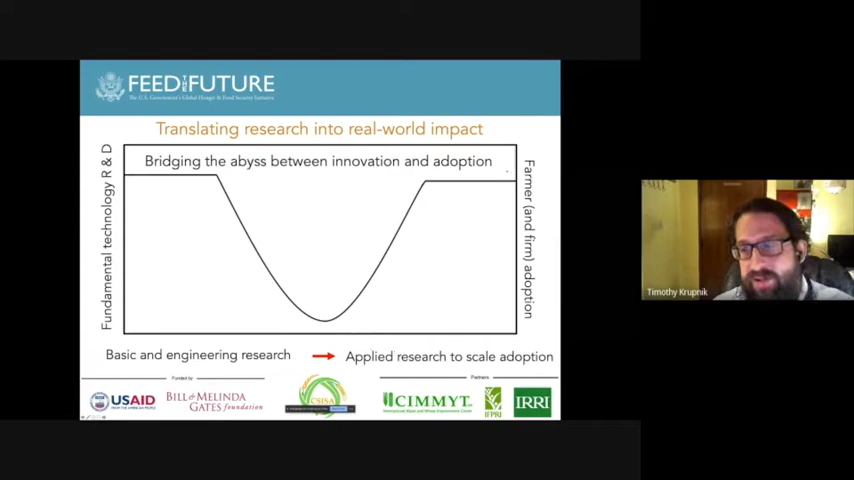 FEED THE FUTURE
The U.S. Government's Global Hunger & Food Security Initiative
Translating research into real-world impact
Bridging the abyss between innovation and adoption
Fundamental technology R & D
Farmer (and firm) adoption
Basic and engineering research
Applied research to scale adoption
Funded by
Partners
USAID
FROM THE AMERICAN PEOPLE
BILL & MELINDA
GATES foundation
CSISA
CIMMYT
International Maize and Wheat Improvement Center
IFPRI
IRRI
Timothy Krupnik